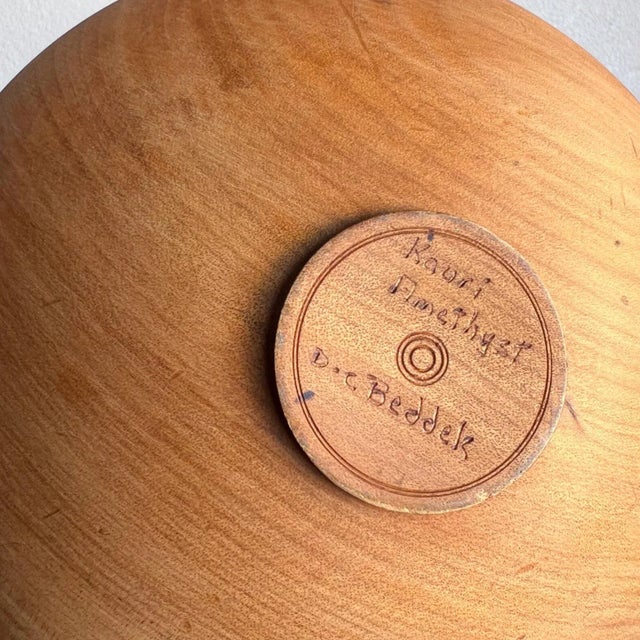 Kauri
Amethyst
D.C Beddek